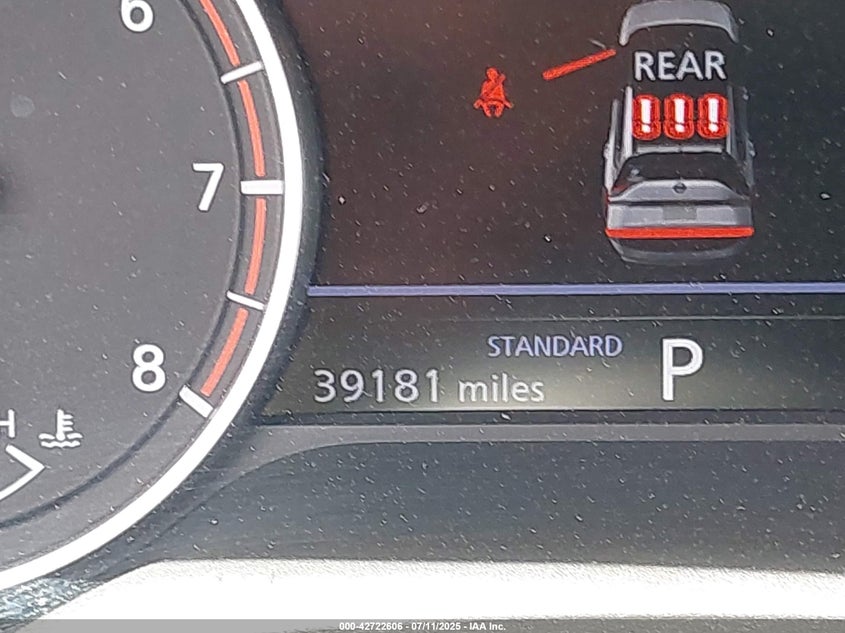 6
REAR
7
STANDARD
P
8
39181 miles
H
000-42722606 - 07/11/2025 - IAA Inc.